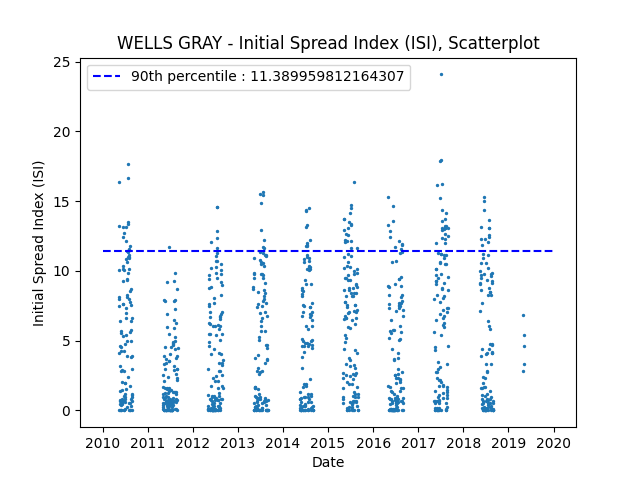 WELLS GRAY - Initial Spread Index (ISI), Scatterplot
90th percentile : 11.389959812164307
Initial Spread Index (ISI)
25
20
15
10
5
0
2010 2011 2012 2013 2014 2015 2016 2017 2018 2019 2020
Date